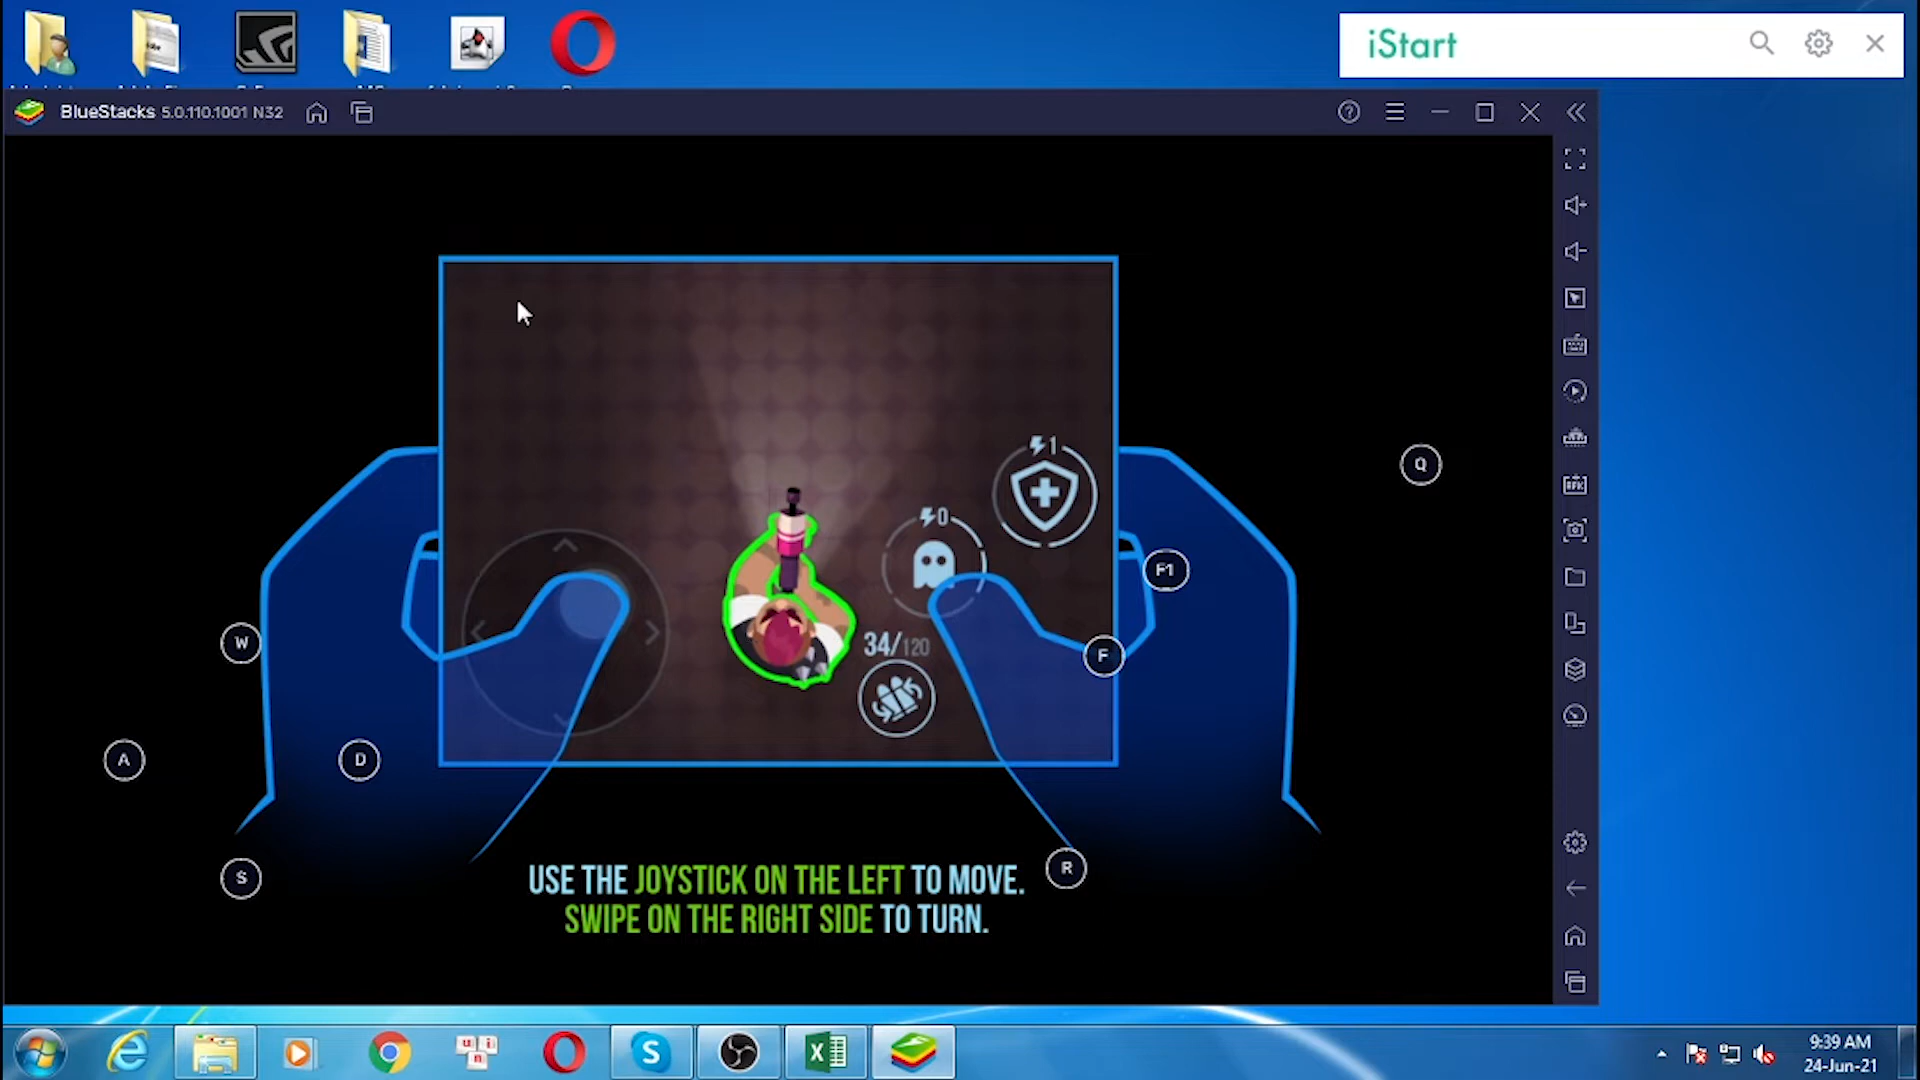 iStart
BlueStacks 5.0.110.1001 N32
1
0
34/120
Q
F1
W
F
A
D
S
R
USE THE JOYSTICK ON THE LEFT TO MOVE.
SWIPE ON THE RIGHT SIDE TO TURN.
9:39 AM
24-Jun-21